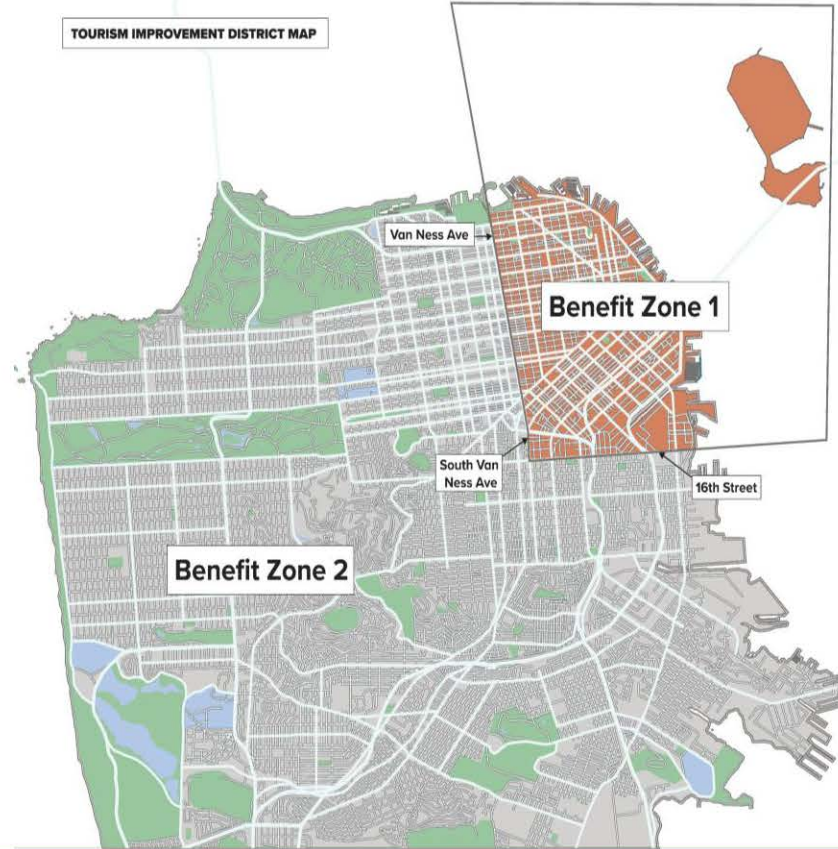 TOURISM IMPROVEMENT DISTRICT MAP
Van Ness Ave
Benefit Zone 1
South Van
Ness Ave
16th Street
Benefit Zone 2